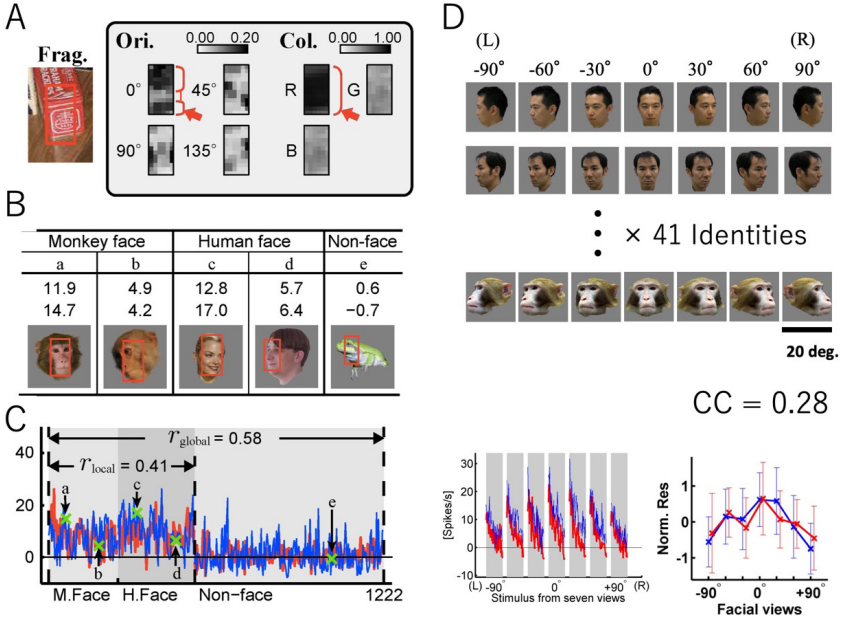 A
Frag.
Ori.
0.00 0.20
Col.
0.00 1.00
0° 45°
R G
90° 135°
B
B
Monkey face Human face Non-face
a b c d e
11.9 4.9 12.8 5.7 0.6
14.7 4.2 17.0 6.4 −0.7
C
r global = 0.58
r local = 0.41
40
20
0
a
b
c
d
e
M.Face H.Face Non−face 1222
D
(L) (R)
-90° -60° -30° 0° 30° 60° 90°
× 41 Identities
20 deg.
CC = 0.28
[Spikes/s]
30
20
10
0
-10
(L) -90° 0° +90° (R)
Stimulus from seven views
Norm. Res
1
0
-1
-90° 0° +90°
Facial views